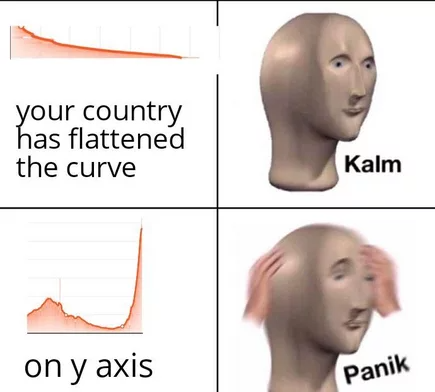 your country
has flattened
the curve
Kalm
on y axis
Panik